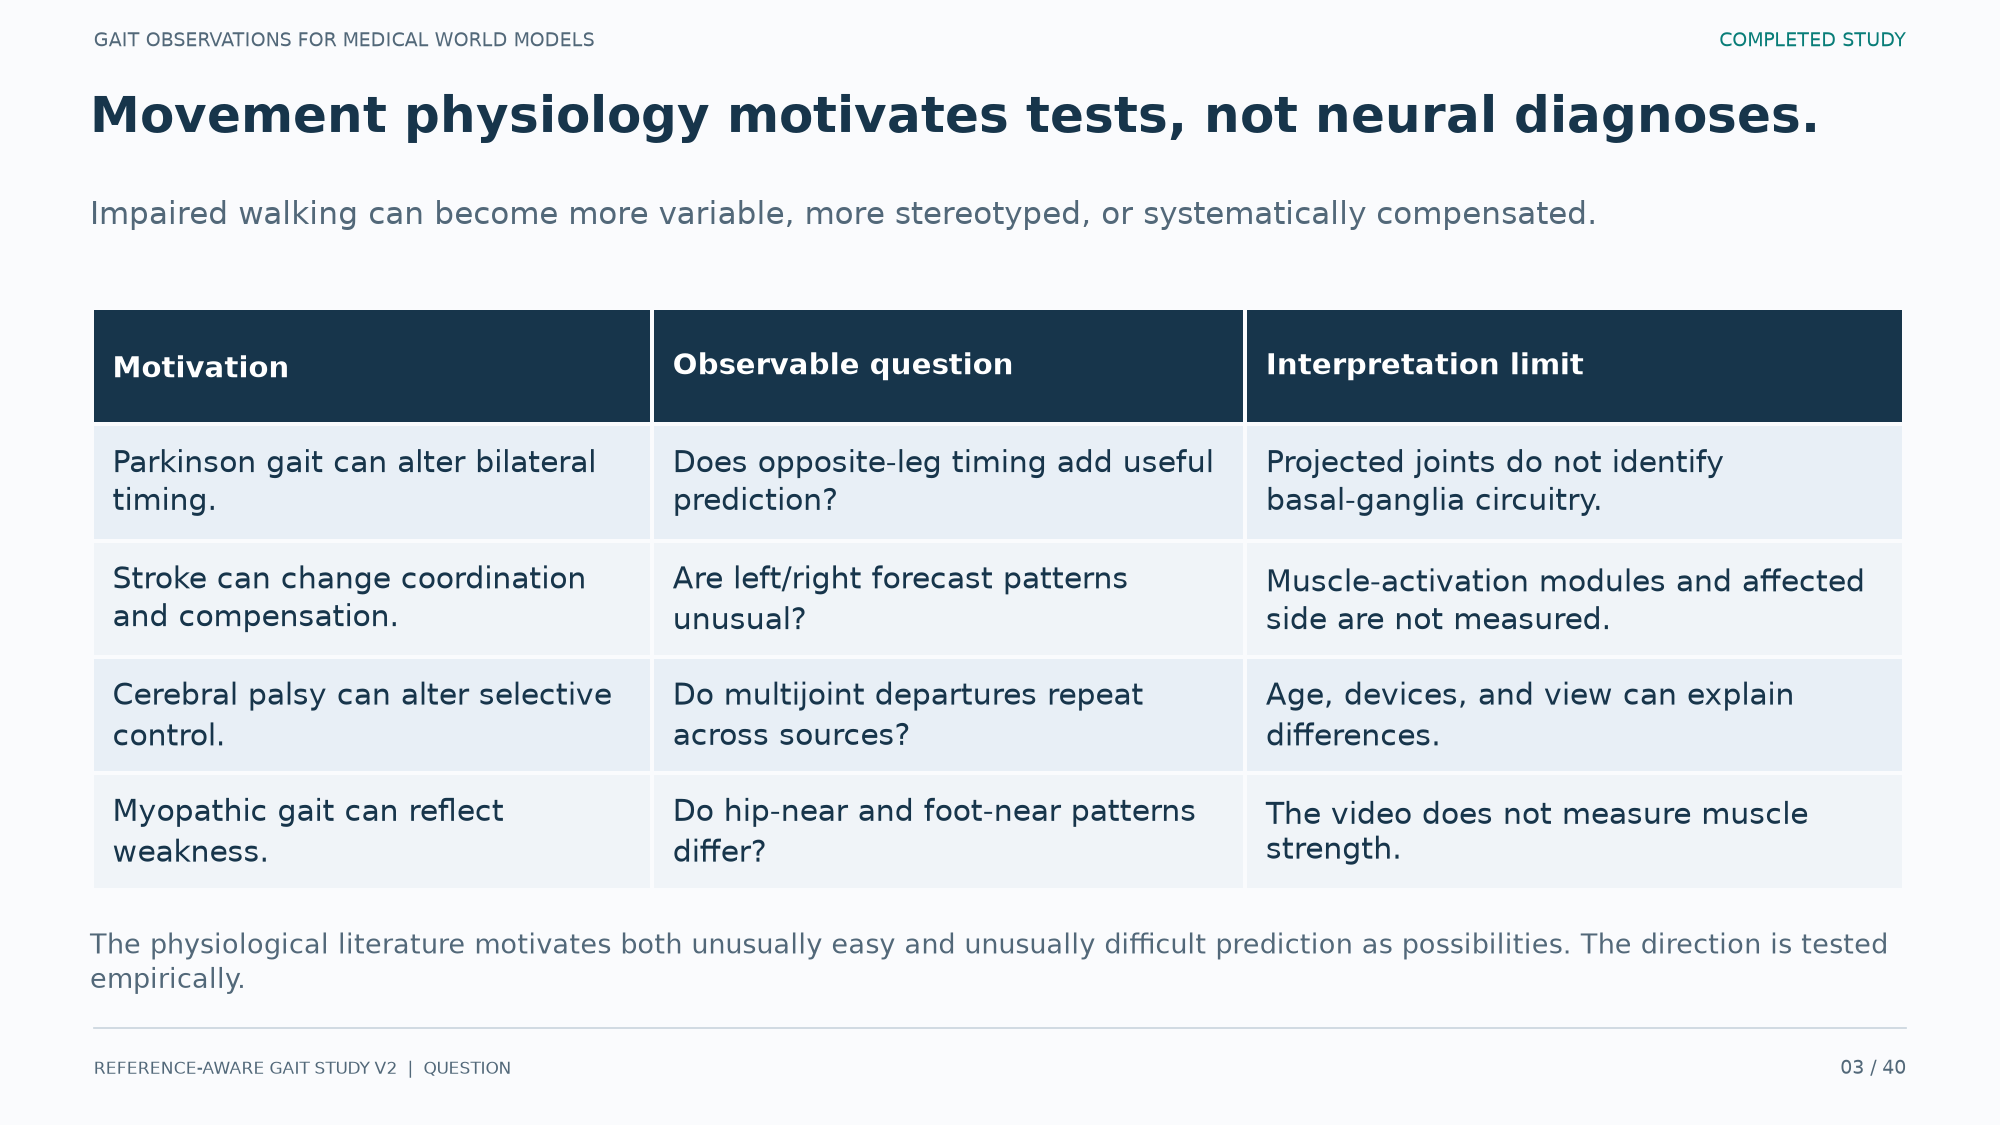 GAIT OBSERVATIONS FOR MEDICAL WORLD MODELS
COMPLETED STUDY
Movement physiology motivates tests, not neural diagnoses.
Impaired walking can become more variable, more stereotyped, or systematically compensated.
Motivation
Observable question
Interpretation limit
Parkinson gait can alter bilateral
timing.
Does opposite-leg timing add useful
prediction?
Projected joints do not identify
basal-ganglia circuitry.
Stroke can change coordination
and compensation.
Are left/right forecast patterns
unusual?
Muscle-activation modules and affected
side are not measured.
Cerebral palsy can alter selective
control.
Do multijoint departures repeat
across sources?
Age, devices, and view can explain
differences.
Myopathic gait can reflect
weakness.
Do hip-near and foot-near patterns
differ?
The video does not measure muscle
strength.
The physiological literature motivates both unusually easy and unusually difficult prediction as possibilities. The direction is tested
empirically.
REFERENCE-AWARE GAIT STUDY V2 | QUESTION
03 / 40